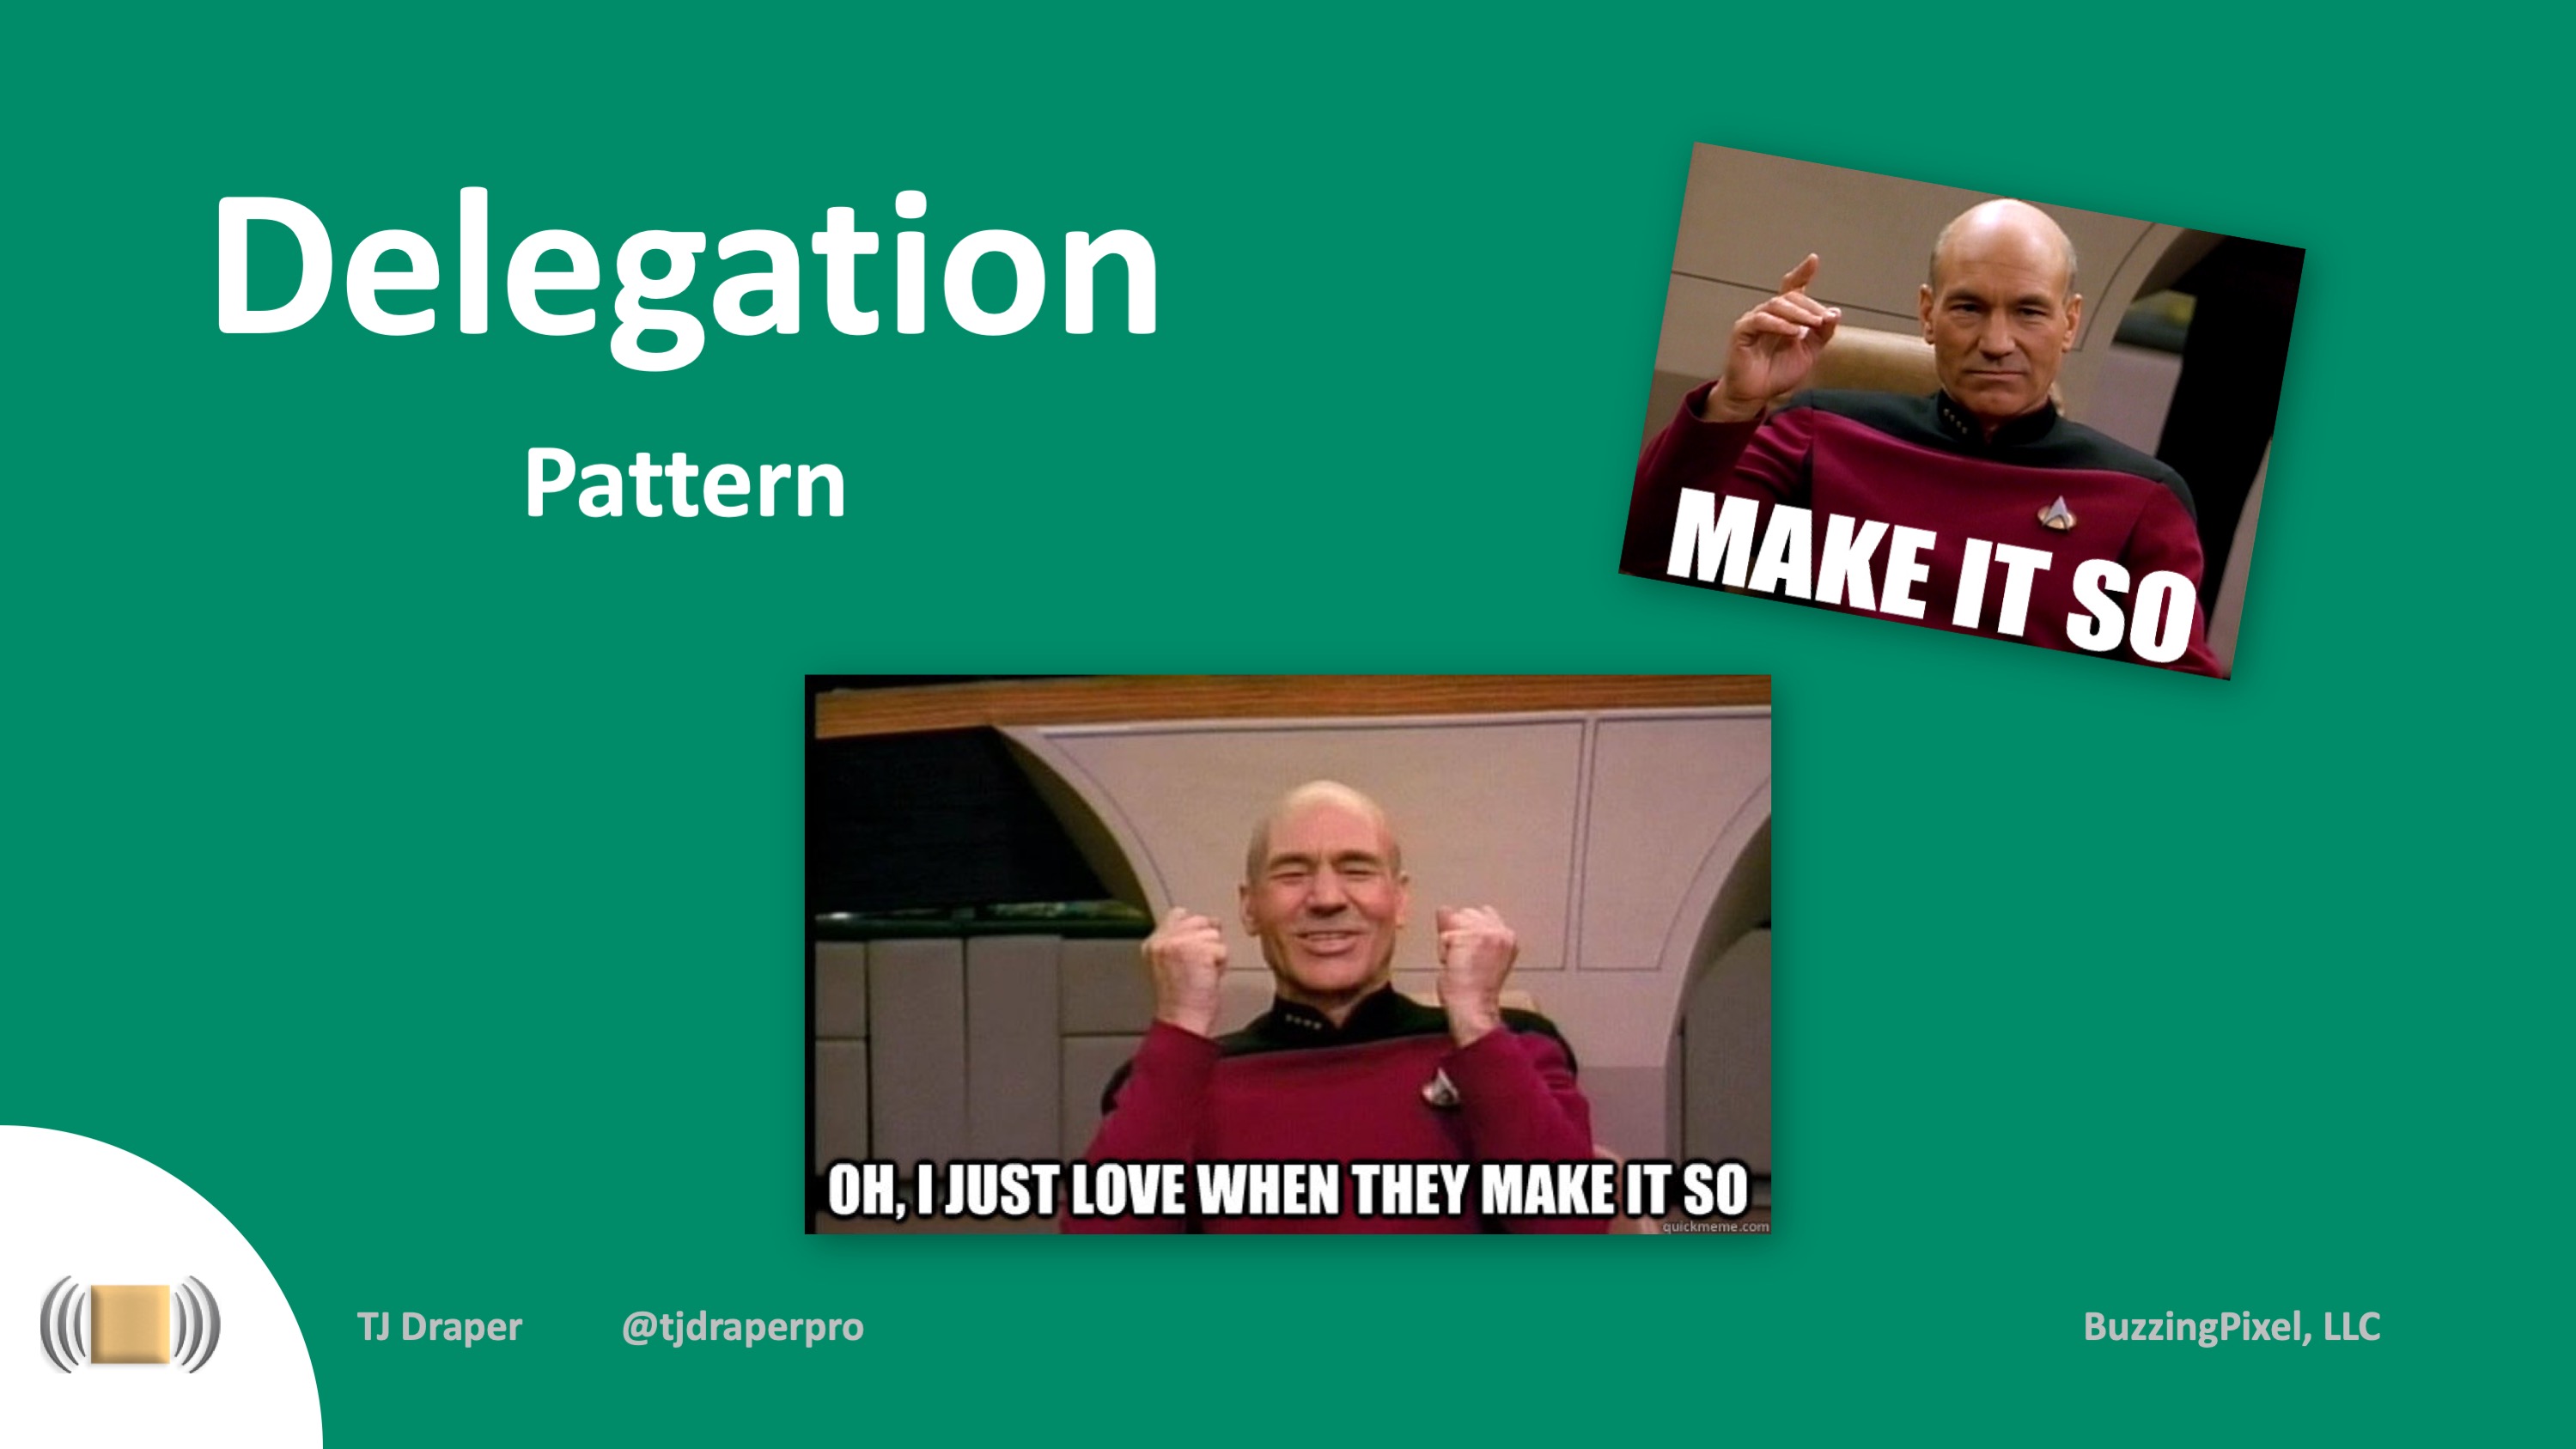 Delegation
Pattern
MAKE IT SO
OH, I JUST LOVE WHEN THEY MAKE IT SO
quickmeme.com
TJ Draper
@tjdraperpro
BuzzingPixel, LLC